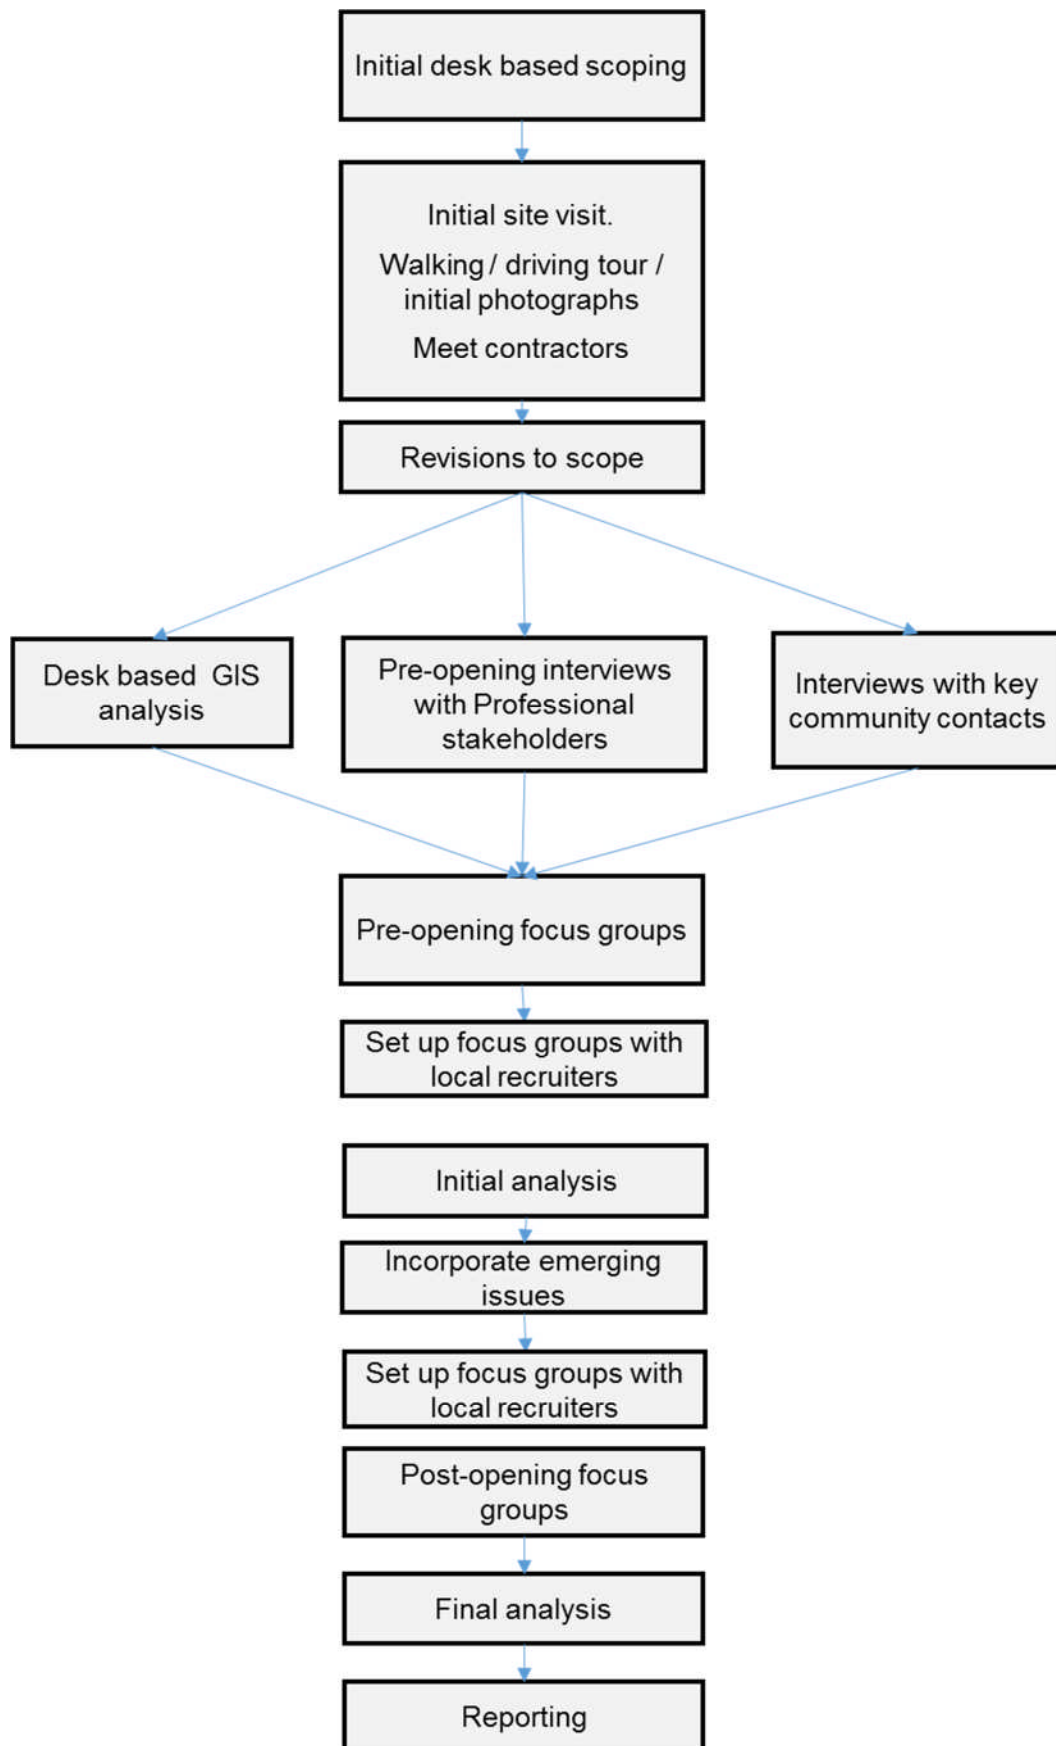 Initial desk based scoping
Initial site visit.
Walking / driving tour /
initial photographs
Meet contractors
Revisions to scope
Desk based GIS
analysis
Pre-opening interviews
with Professional
stakeholders
Interviews with key
community contacts
Pre-opening focus groups
Set up focus groups with
local recruiters
Initial analysis
Incorporate emerging
issues
Set up focus groups with
local recruiters
Post-opening focus
groups
Final analysis
Reporting